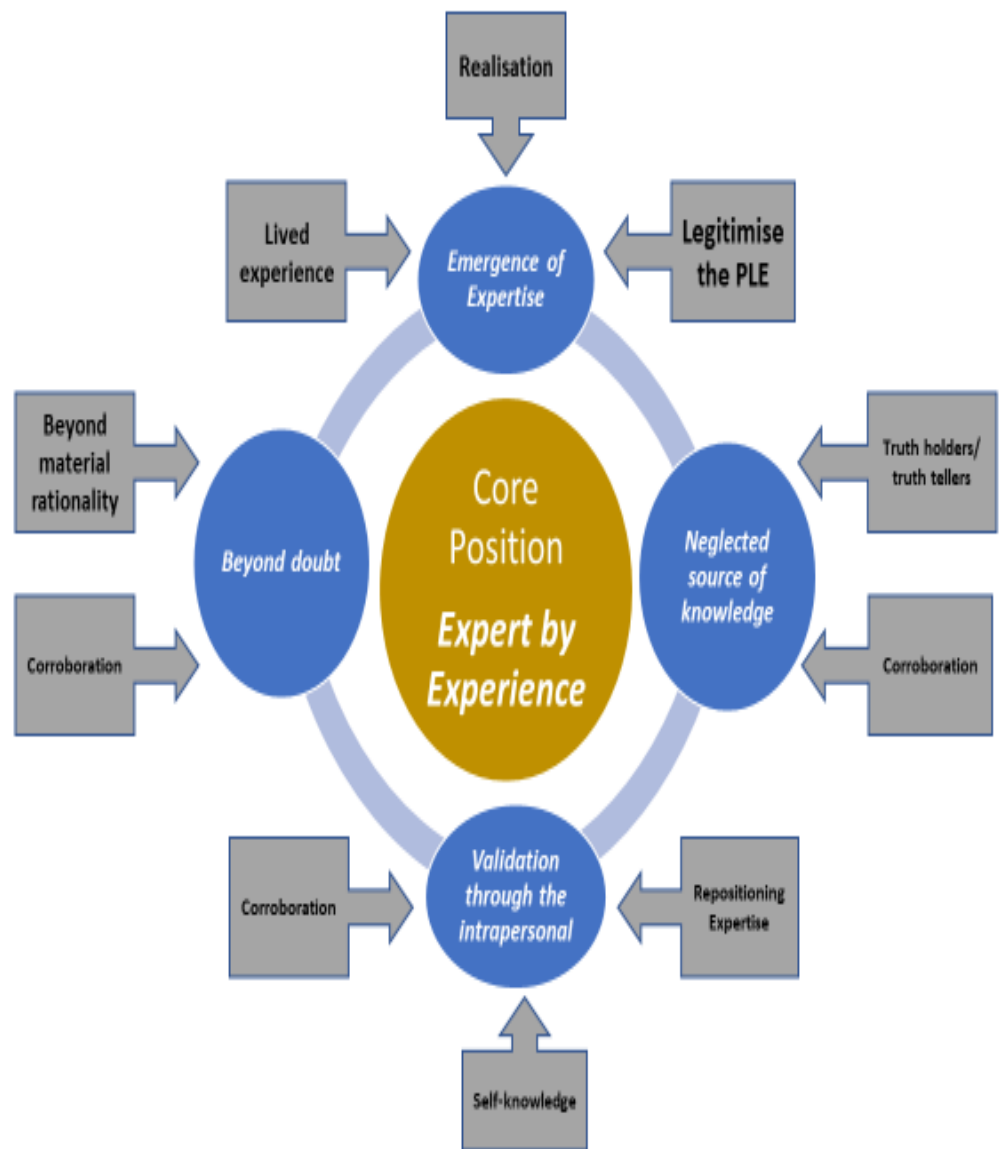 Realisation
Lived
experience
Legitimise
the PLE
Emergence of
Expertise
Beyond
material
rationality
Truth holders/
truth tellers
Core
Position
Expert by
Experience
Beyond doubt
Neglected
source of
knowledge
Corroboration
Corroboration
Validation
through the
intrapersonal
Corroboration
Repositioning
Expertise
Self-knowledge